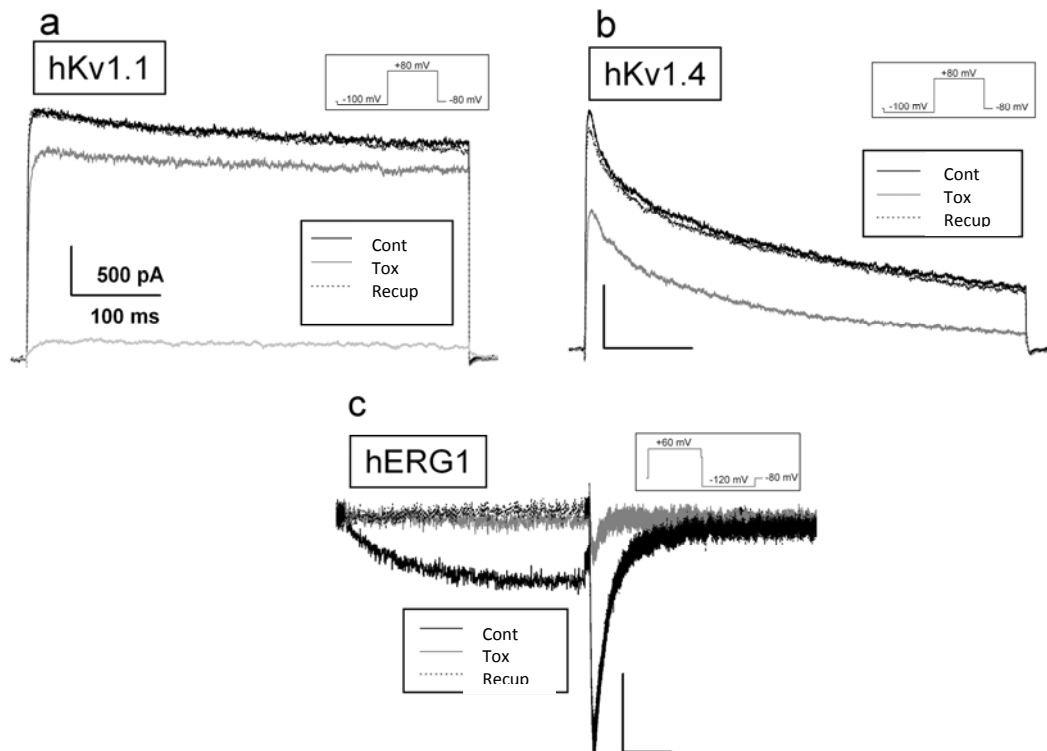 a
hKv1.1
+80 mV
-100 mV
-80 mV
500 pA
100 ms
Cont
Tox
Recup
b
hKv1.4
+80 mV
-100 mV
-80 mV
Cont
Tox
Recup
c
hERG1
+60 mV
-120 mV
-80 mV
Cont
Tox
Recup